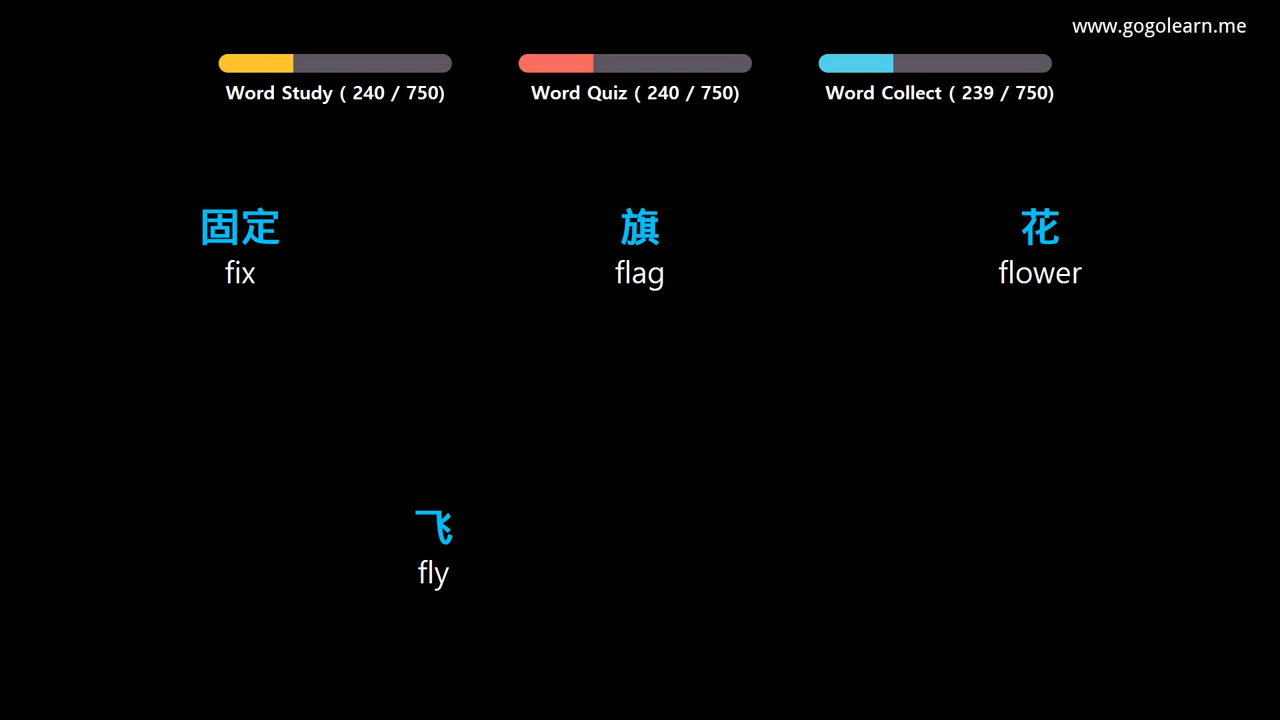 www.gogolearn.me
Word Study ( 240 / 750)
Word Quiz ( 240 / 750)
Word Collect ( 239 / 750)
固定
fix
旗
flag
花
flower
飞
fly